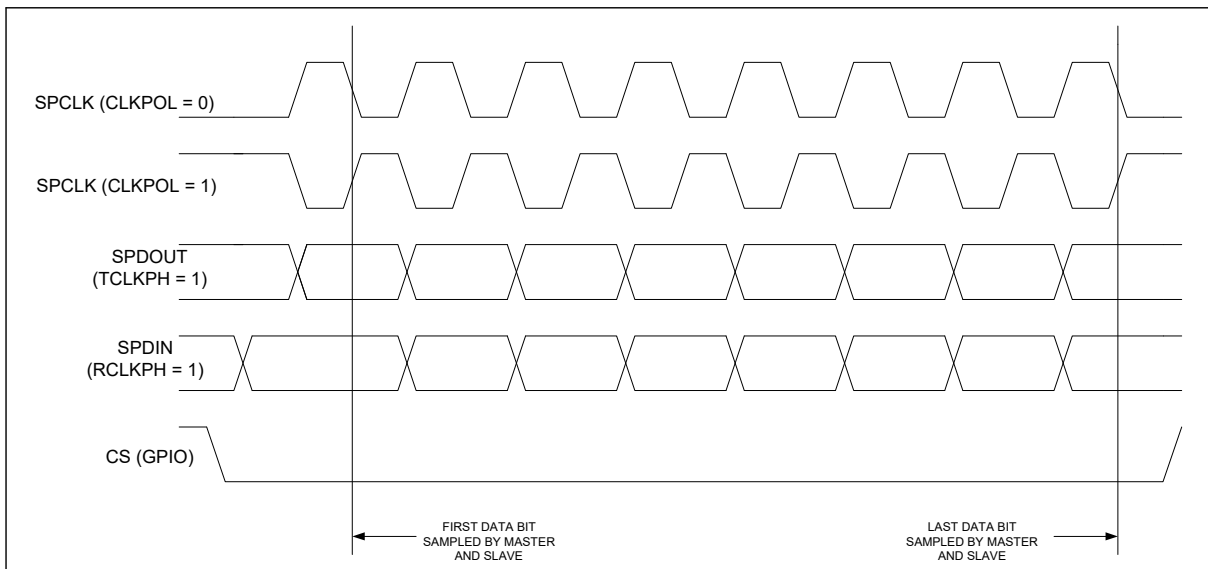 SPCLK (CLKPOL = 0)
SPCLK (CLKPOL = 1)
SPDOUT
(TCLKPH = 1)
SPDIN
(RCLKPH = 1)
CS (GPIO)
FIRST DATA BIT
SAMPLED BY MASTER
AND SLAVE
LAST DATA BIT
SAMPLED BY MASTER
AND SLAVE